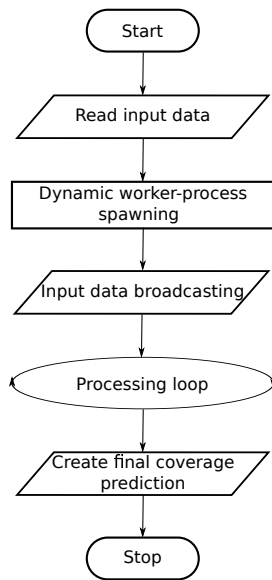 Start
Read input data
Dynamic worker-process
spawning
Input data broadcasting
Processing loop
Create final coverage
prediction
Stop